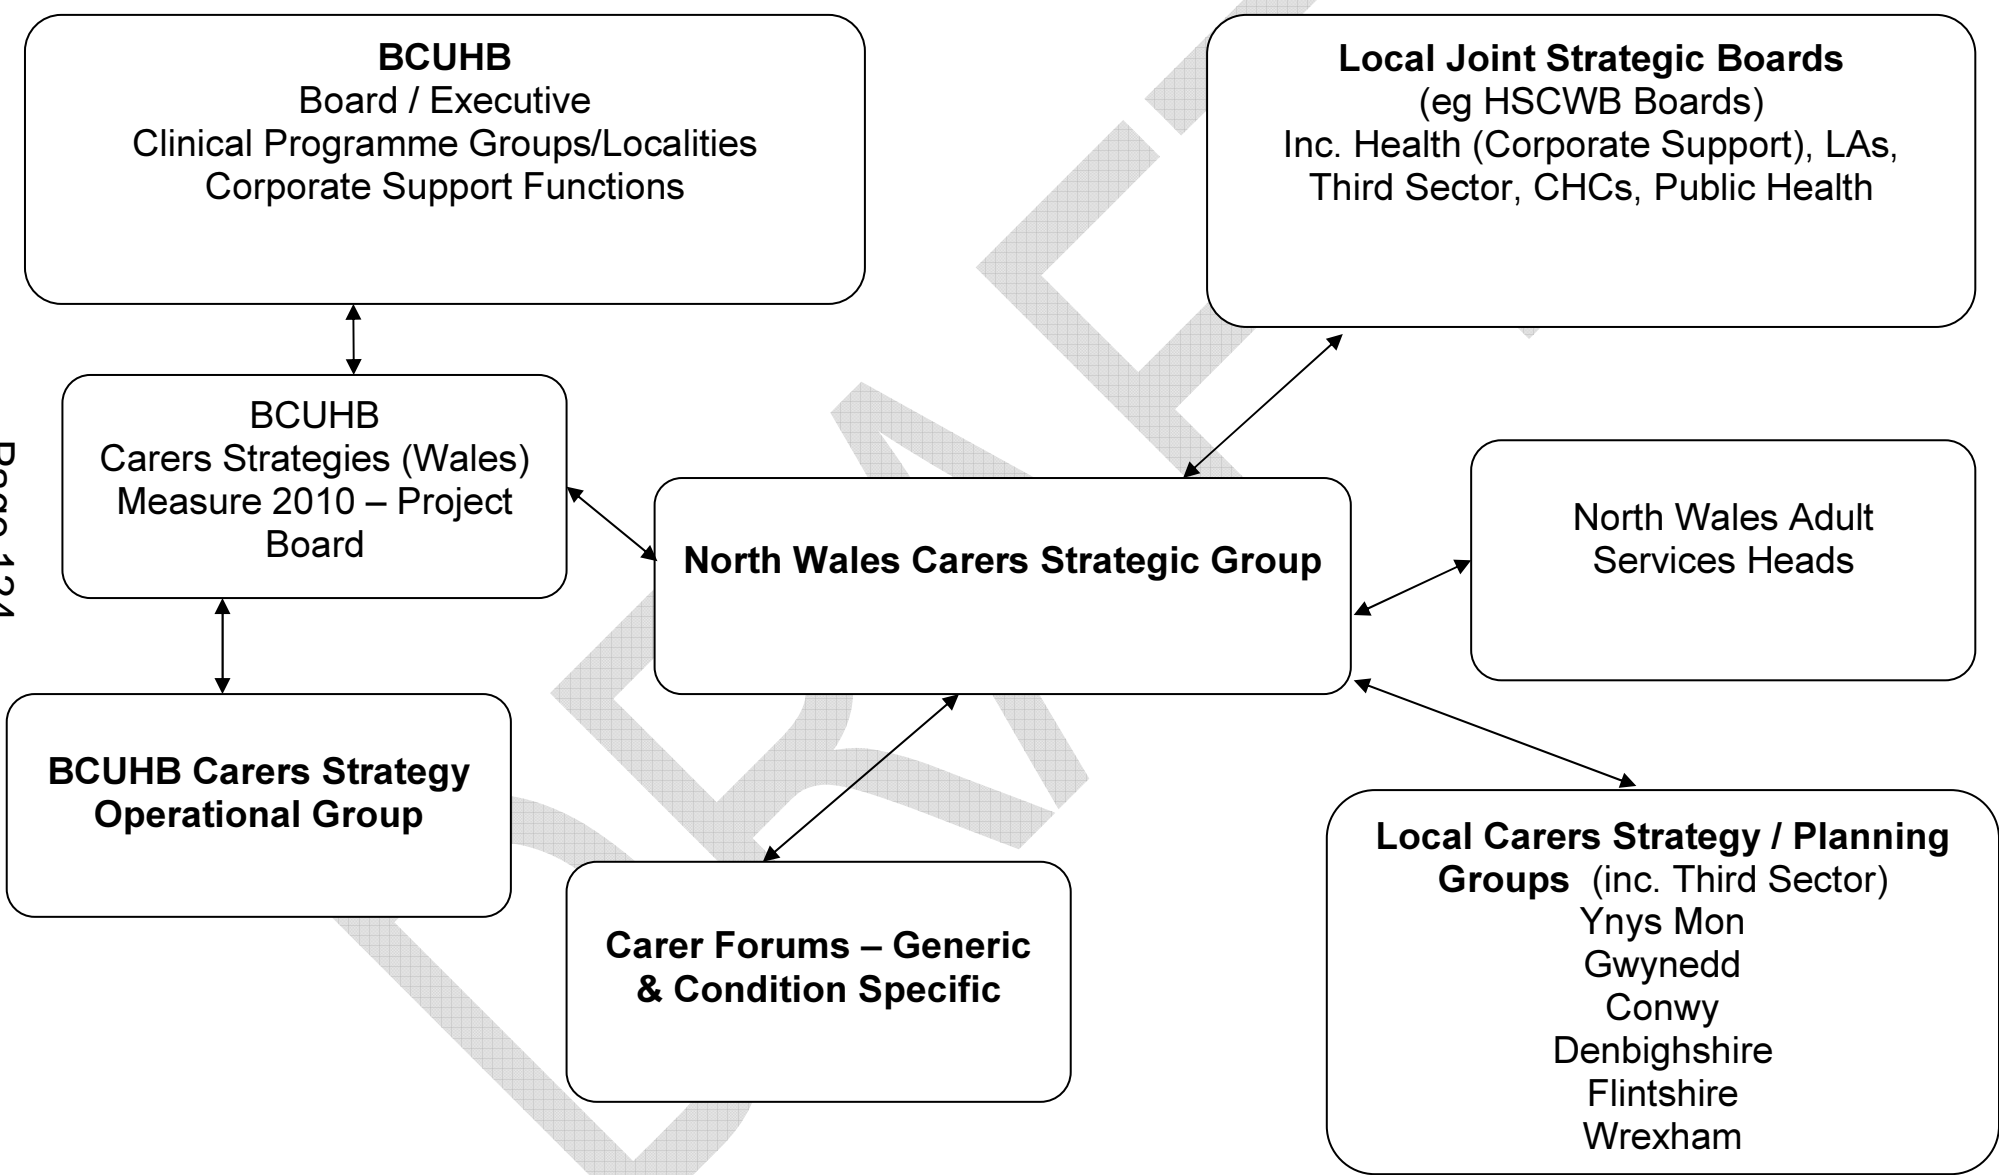 BCUHB
Board / Executive
Clinical Programme Groups/Localities
Corporate Support Functions
Local Joint Strategic Boards
(eg HSCWB Boards)
Inc. Health (Corporate Support), LAs,
Third Sector, CHCs, Public Health
BCUHB
Carers Strategies (Wales)
Measure 2010 – Project
Board
North Wales Carers Strategic Group
North Wales Adult
Services Heads
BCUHB Carers Strategy
Operational Group
Carer Forums – Generic
& Condition Specific
Local Carers Strategy / Planning
Groups  (inc. Third Sector)
Ynys Mon
Gwynedd
Conwy
Denbighshire
Flintshire
Wrexham
Page 124